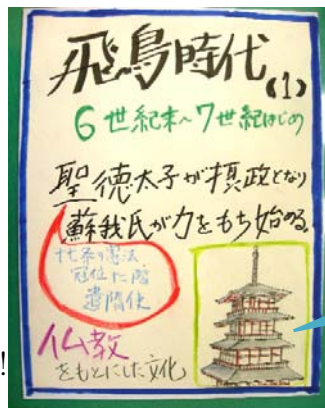 飛鳥時代(1)
6世紀末〜7世紀はじめ
聖徳太子が摂政となり
蘇我氏が力をもち始める。
十七条の憲法
冠位十二階
遣隋使
仏教
をもとにした文化
!